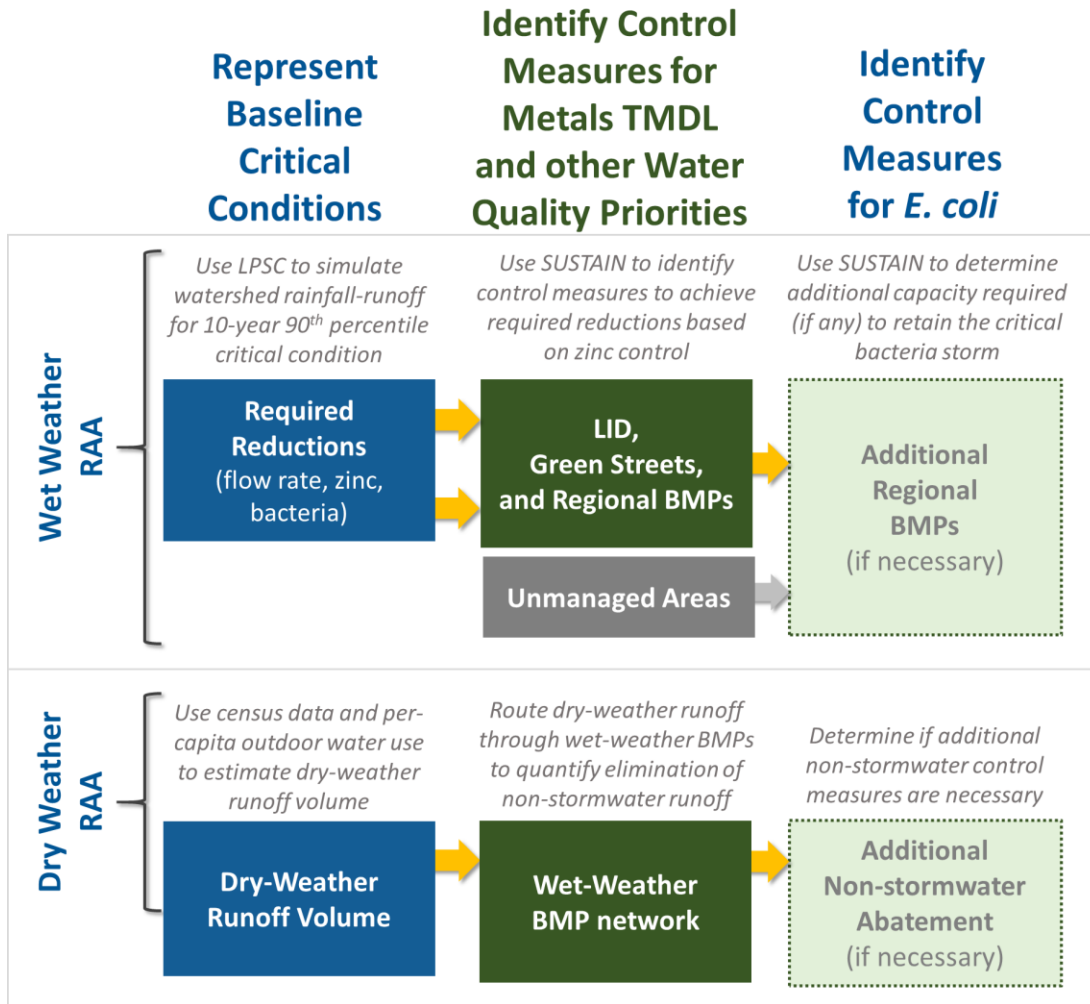 Represent
Baseline
Critical
Conditions
Identify Control
Measures for
Metals TMDL
and other Water
Quality Priorities
Identify
Control
Measures
for E. coli
Wet Weather
RAA
Use LPSC to simulate
watershed rainfall-runoff
for 10-year 90th percentile
critical condition
Required
Reductions
(flow rate, zinc,
bacteria)
Use SUSTAIN to identify
control measures to achieve
required reductions based
on zinc control
LID,
Green Streets,
and Regional BMPs
Unmanaged Areas
Use SUSTAIN to determine
additional capacity required
(if any) to retain the critical
bacteria storm
Additional
Regional
BMPs
(if necessary)
Dry Weather
RAA
Use census data and per-
capita outdoor water use
to estimate dry-weather
runoff volume
Dry-Weather
Runoff Volume
Route dry-weather runoff
through wet-weather BMPs
to quantify elimination of
non-stormwater runoff
Wet-Weather
BMP network
Determine if additional
non-stormwater control
measures are necessary
Additional
Non-stormwater
Abatement
(if necessary)